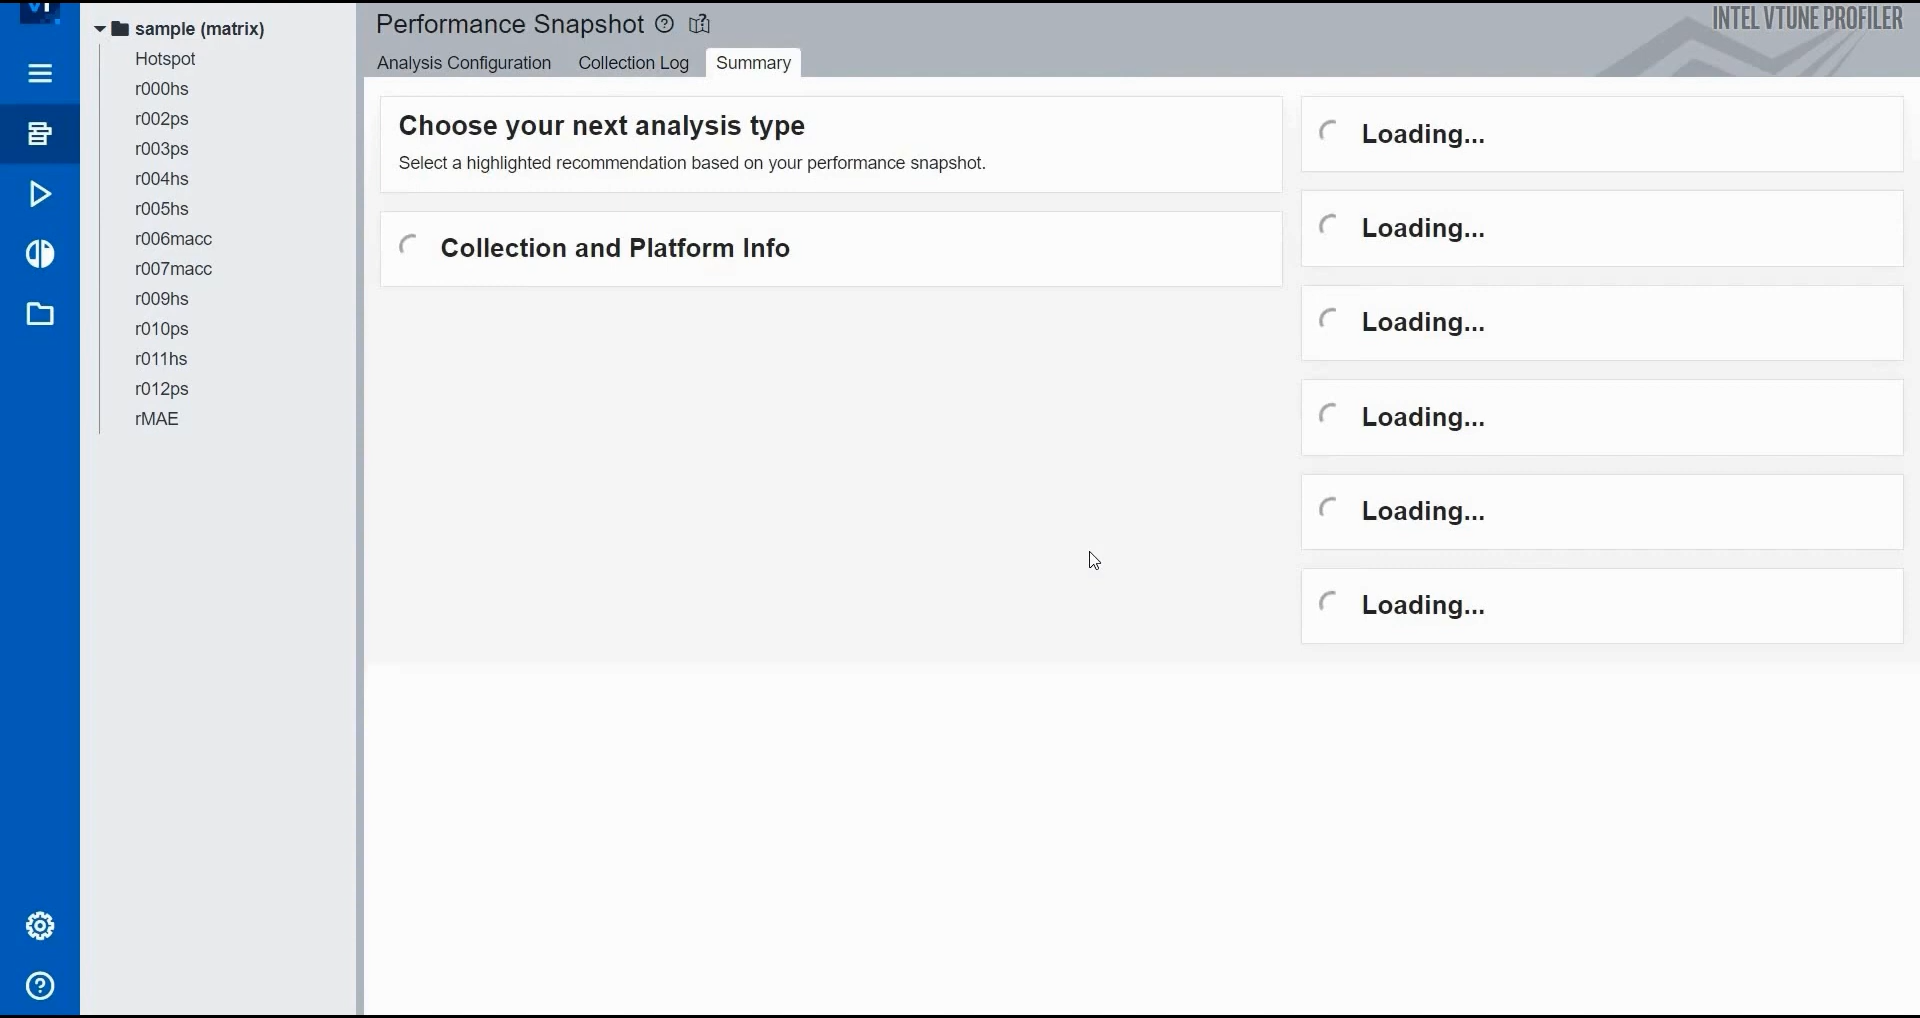 sample (matrix)
Hotspot
r000hs
r002ps
r003ps
r004hs
r005hs
r006macc
r007macc
r009hs
r010ps
r011hs
r012ps
rMAE
Performance Snapshot
INTEL VTUNE PROFILER
Analysis Configuration Collection Log Summary
Choose your next analysis type
Select a highlighted recommendation based on your performance snapshot.
Collection and Platform Info
Loading...
Loading...
Loading...
Loading...
Loading...
Loading...